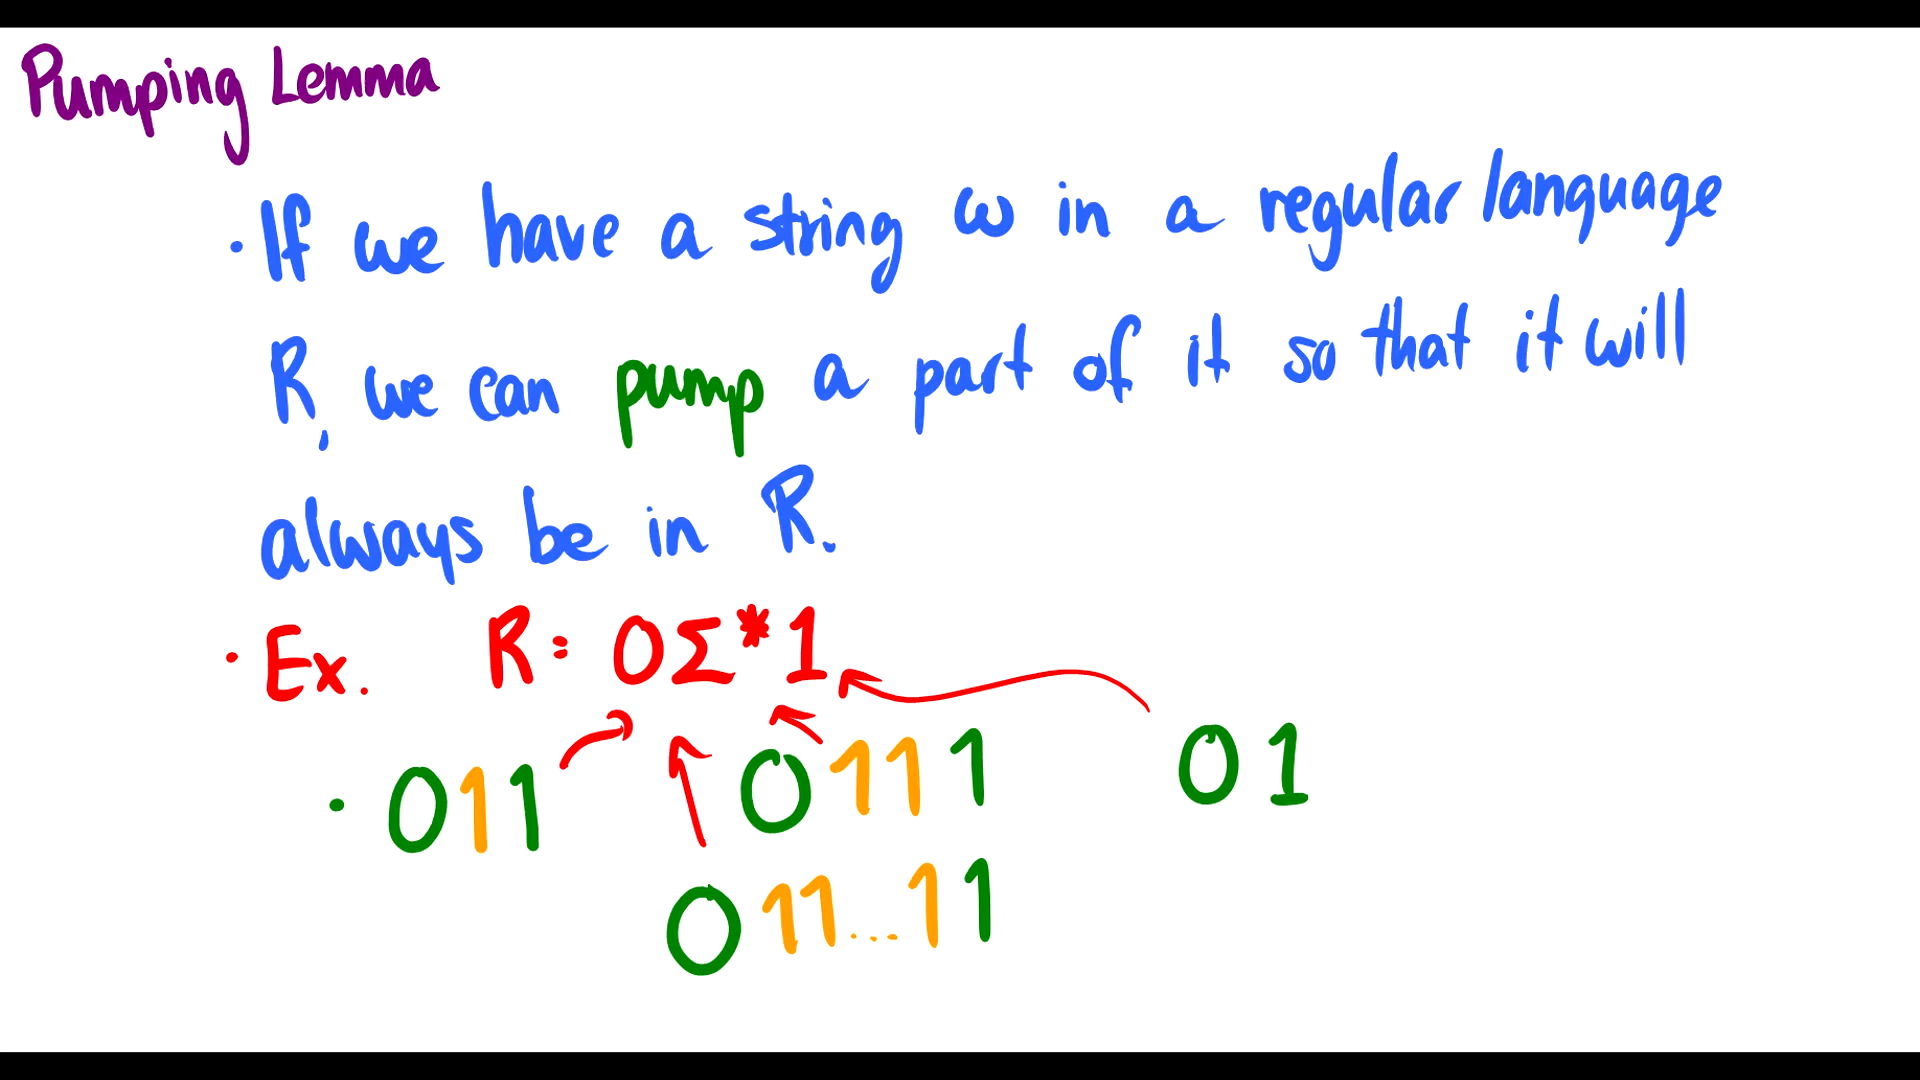 Pumping Lemma
· If we have a string ω in a regular language
R, we can pump a part of it so that it will
always be in R.
· Ex. R = 0Σ*1
· 011 0111 01
011...11